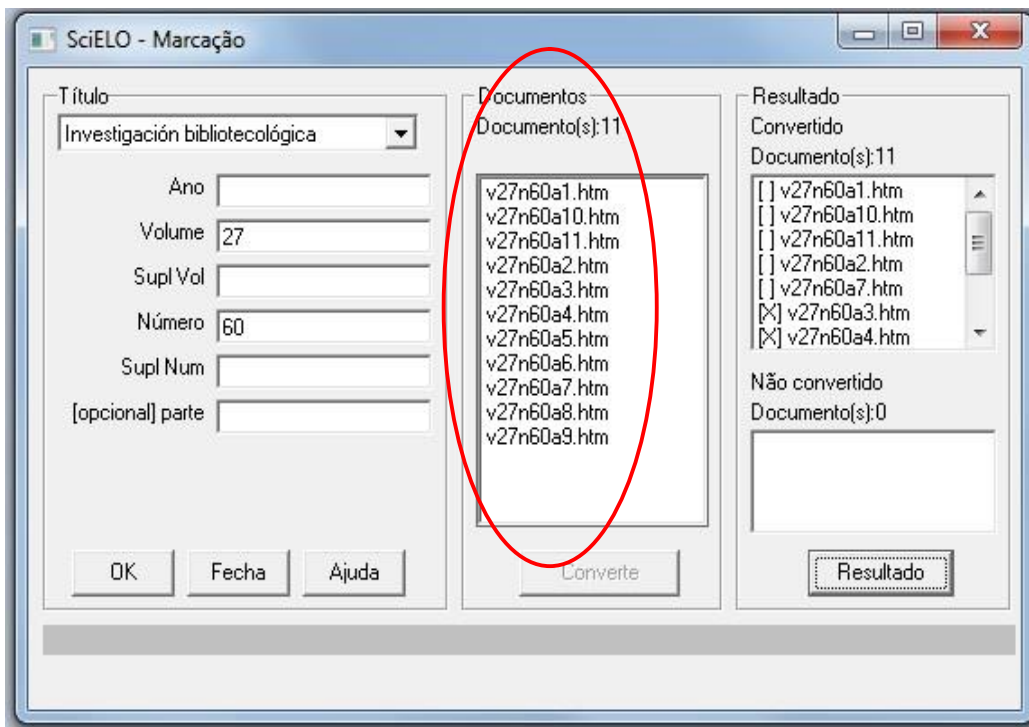 SciELO - Marcação
Título
Investigación bibliotecológica
Ano
Volume 27
Supl Vol
Número 60
Supl Num
[opcional] parte
OK Fecha Ajuda
Documentos
Documento(s):11
v27n60a1.htm
v27n60a10.htm
v27n60a11.htm
v27n60a2.htm
v27n60a3.htm
v27n60a4.htm
v27n60a5.htm
v27n60a6.htm
v27n60a7.htm
v27n60a8.htm
v27n60a9.htm
Converte
Resultado
Convertido
Documento(s):11
[ ] v27n60a1.htm
[ ] v27n60a10.htm
[ ] v27n60a11.htm
[ ] v27n60a2.htm
[ ] v27n60a7.htm
[X] v27n60a3.htm
[X] v27n60a4.htm
Não convertido
Documento(s):0
Resultado